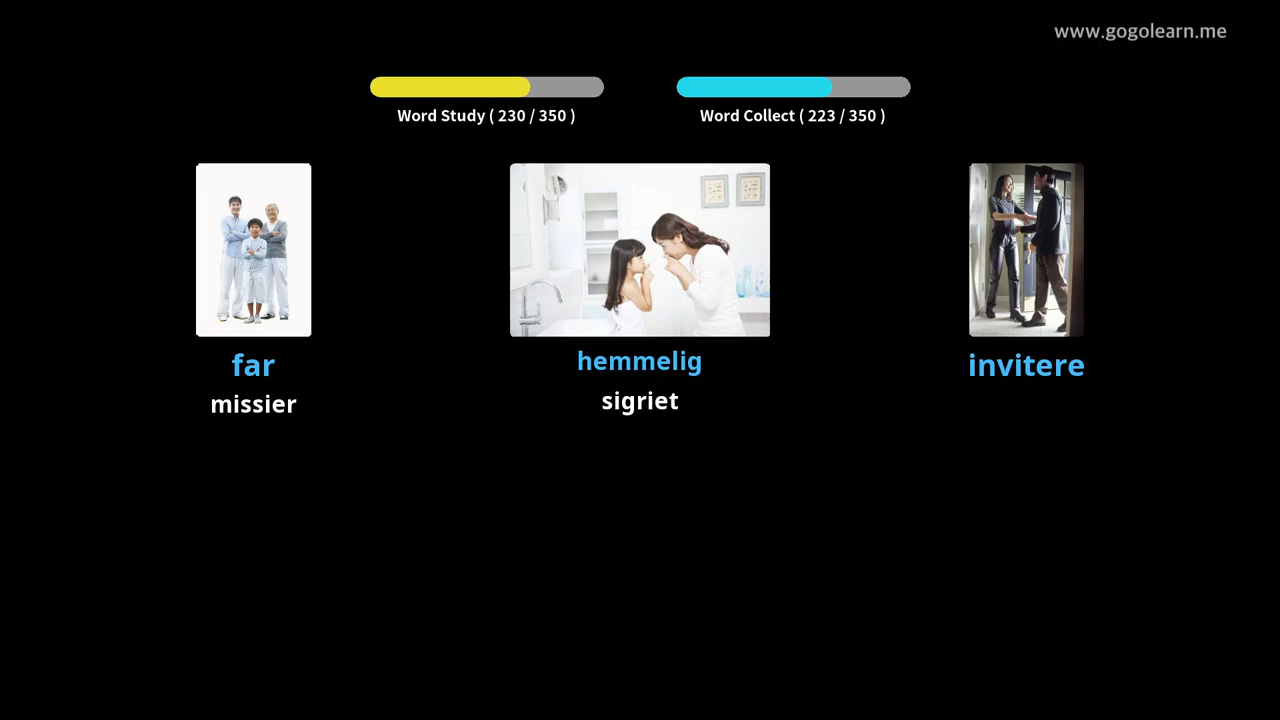 www.gogolearn.me
Word Study ( 230 / 350 )
Word Collect ( 223 / 350 )
far
missier
hemmelig
sigriet
invitere